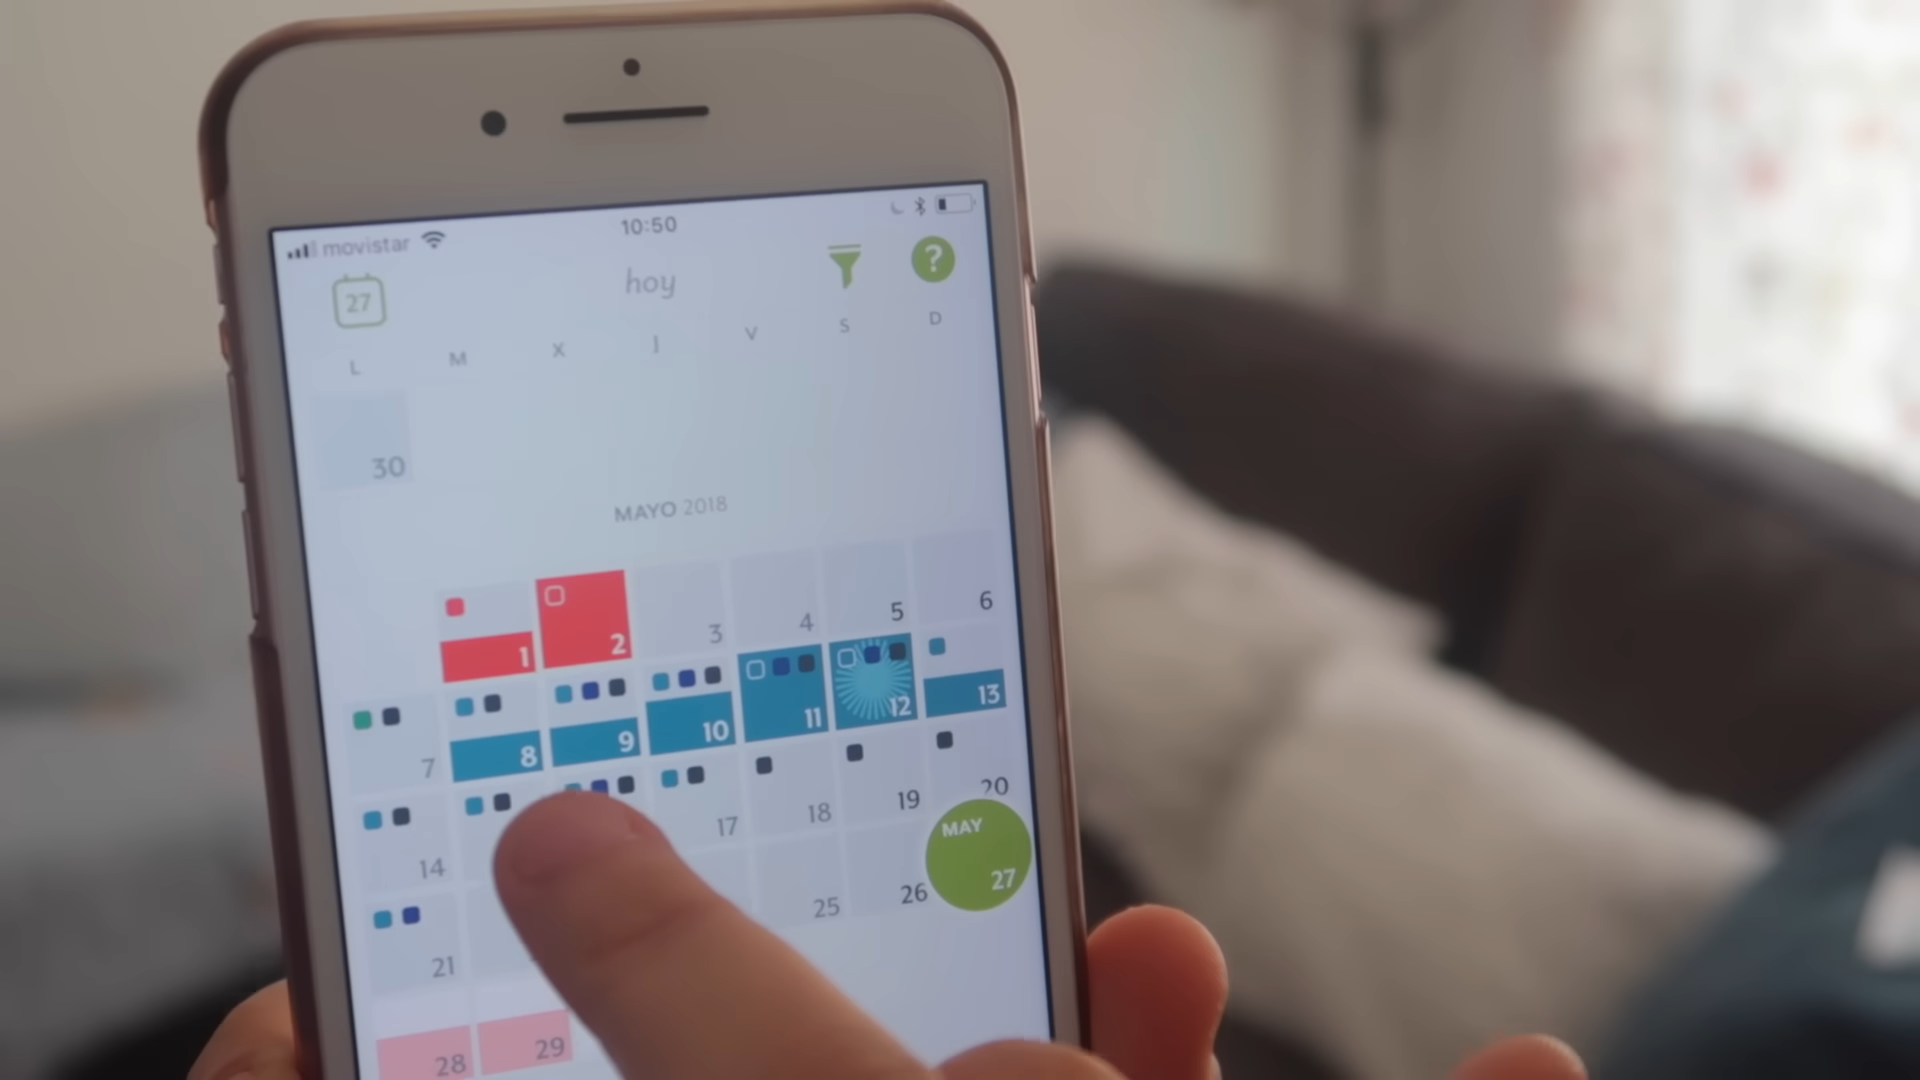 movistar 10:50
27 hoy ?
L M X J V S D
30
MAYO 2018
1 2 3 4 5 6
7 8 9 10 11 12 13
14 17 18 19 20
21 25 26 MAY 27
28 29